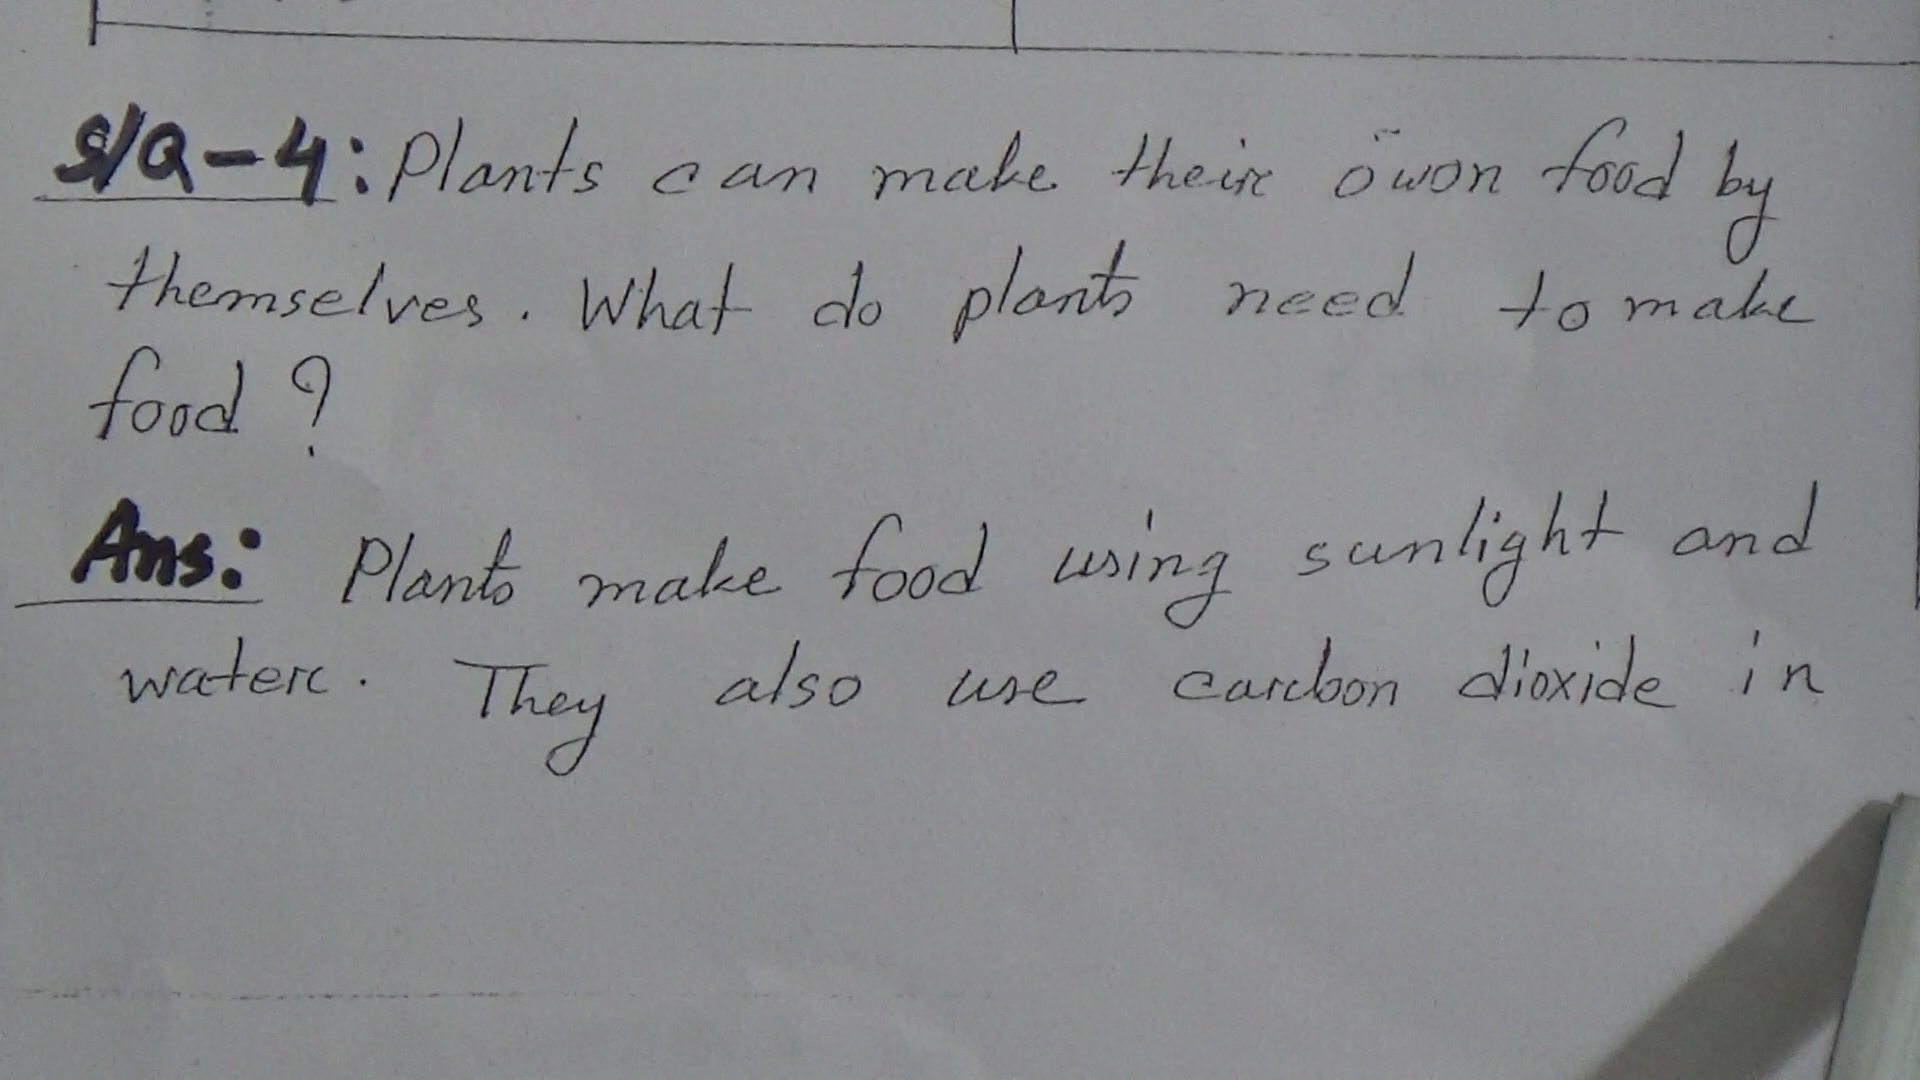 S/Q-4: Plants can make their owon food by
themselves. What do plants need to make
food?
Ans: Plants make food using sunlight and
water. They also use carbon dioxide in